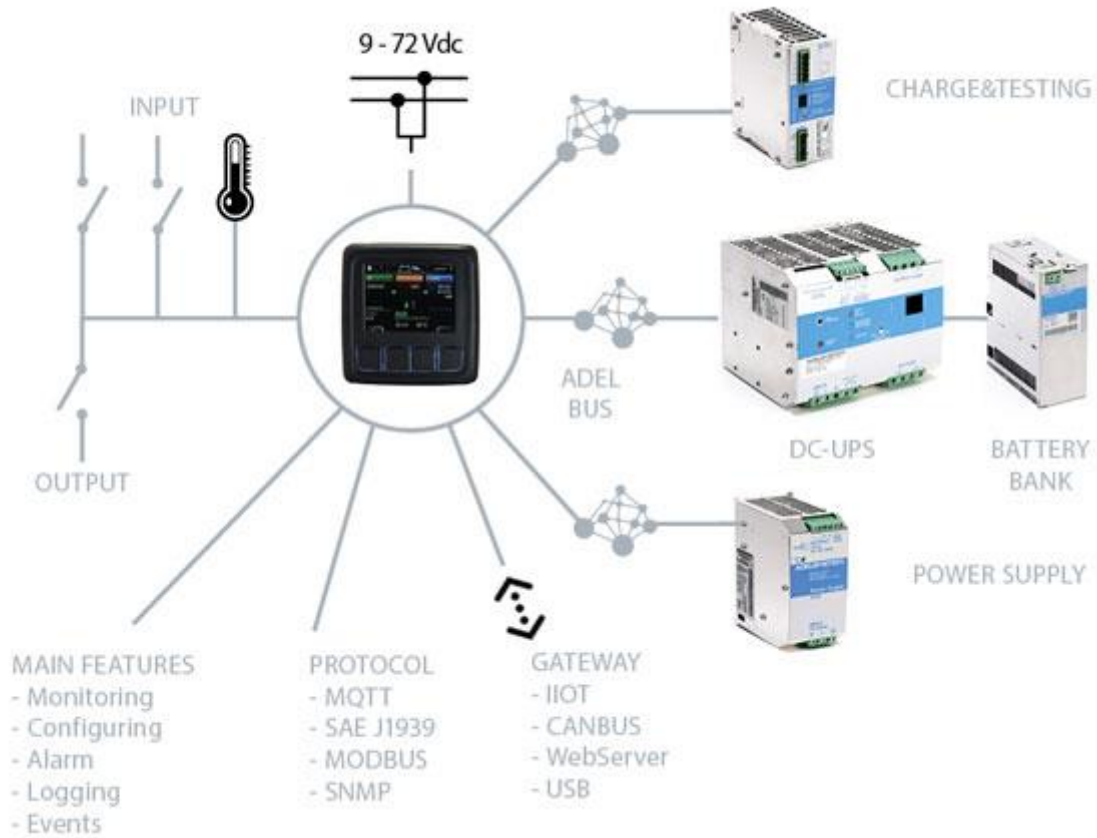 9 - 72 Vdc
INPUT
CHARGE&TESTING
ADEL
BUS
DC-UPS
BATTERY
BANK
OUTPUT
POWER SUPPLY
MAIN FEATURES
- Monitoring
- Configuring
- Alarm
- Logging
- Events
PROTOCOL
- MQTT
- SAE J1939
- MODBUS
- SNMP
GATEWAY
- IIOT
- CANBUS
- WebServer
- USB